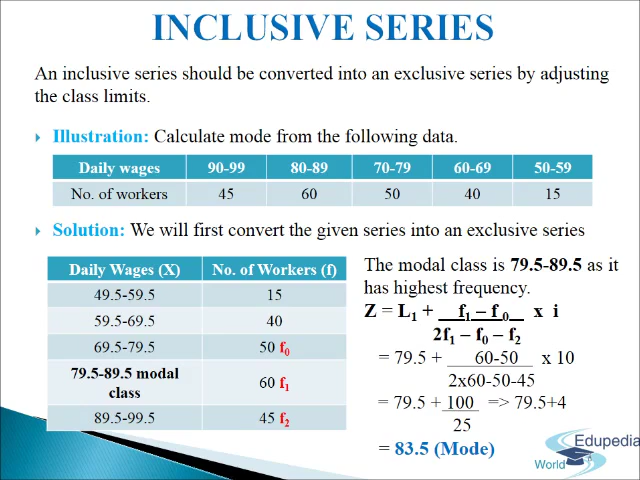 INCLUSIVE SERIES
An inclusive series should be converted into an exclusive series by adjusting
the class limits.
Illustration: Calculate mode from the following data.
Daily wages 90-99 80-89 70-79 60-69 50-59
No. of workers 45 60 50 40 15
Solution: We will first convert the given series into an exclusive series
Daily Wages (X) No. of Workers (f)
49.5-59.5 15
59.5-69.5 40
69.5-79.5 50 f₀
79.5-89.5 modal
class 60 f₁
89.5-99.5 45 f₂
The modal class is 79.5-89.5 as it
has highest frequency.
Z = L₁ + f₁ – f₀ x i
2f₁ – f₀ – f₂
= 79.5 + 60-50 x 10
2x60-50-45
= 79.5 + 100 => 79.5+4
25
= 83.5 (Mode)
Edupedia
World